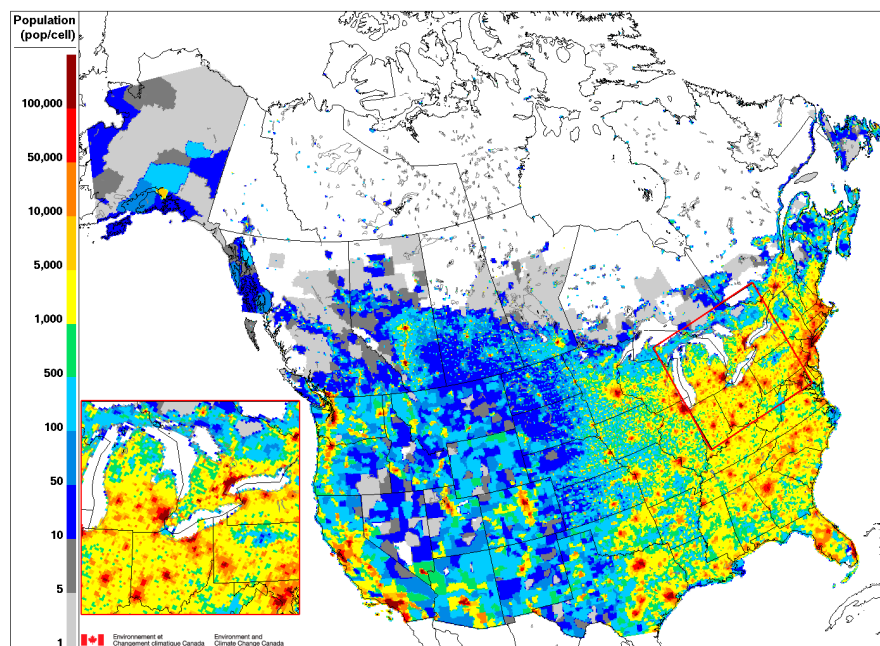 Population
(pop/cell)
100,000
50,000
10,000
5,000
1,000
500
100
50
10
5
1
Environnement et Changement climatique Canada
Environment and Climate Change Canada